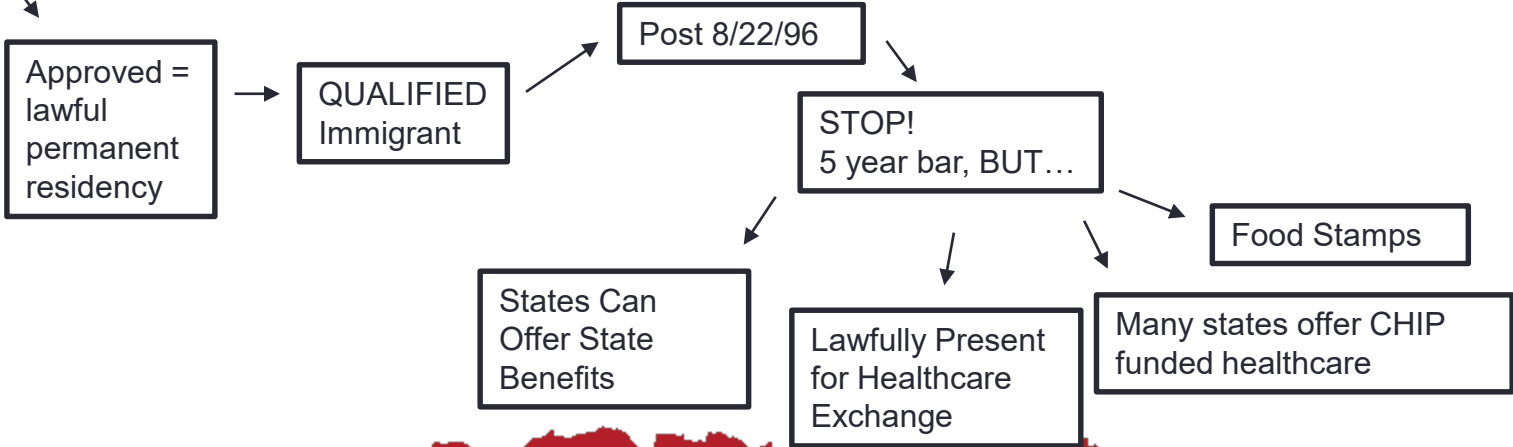 Approved =
lawful
permanent
residency
QUALIFIED
Immigrant
Post 8/22/96
STOP!
5 year bar, BUT…
States Can
Offer State
Benefits
Lawfully Present
for Healthcare
Exchange
Many states offer CHIP
funded healthcare
Food Stamps